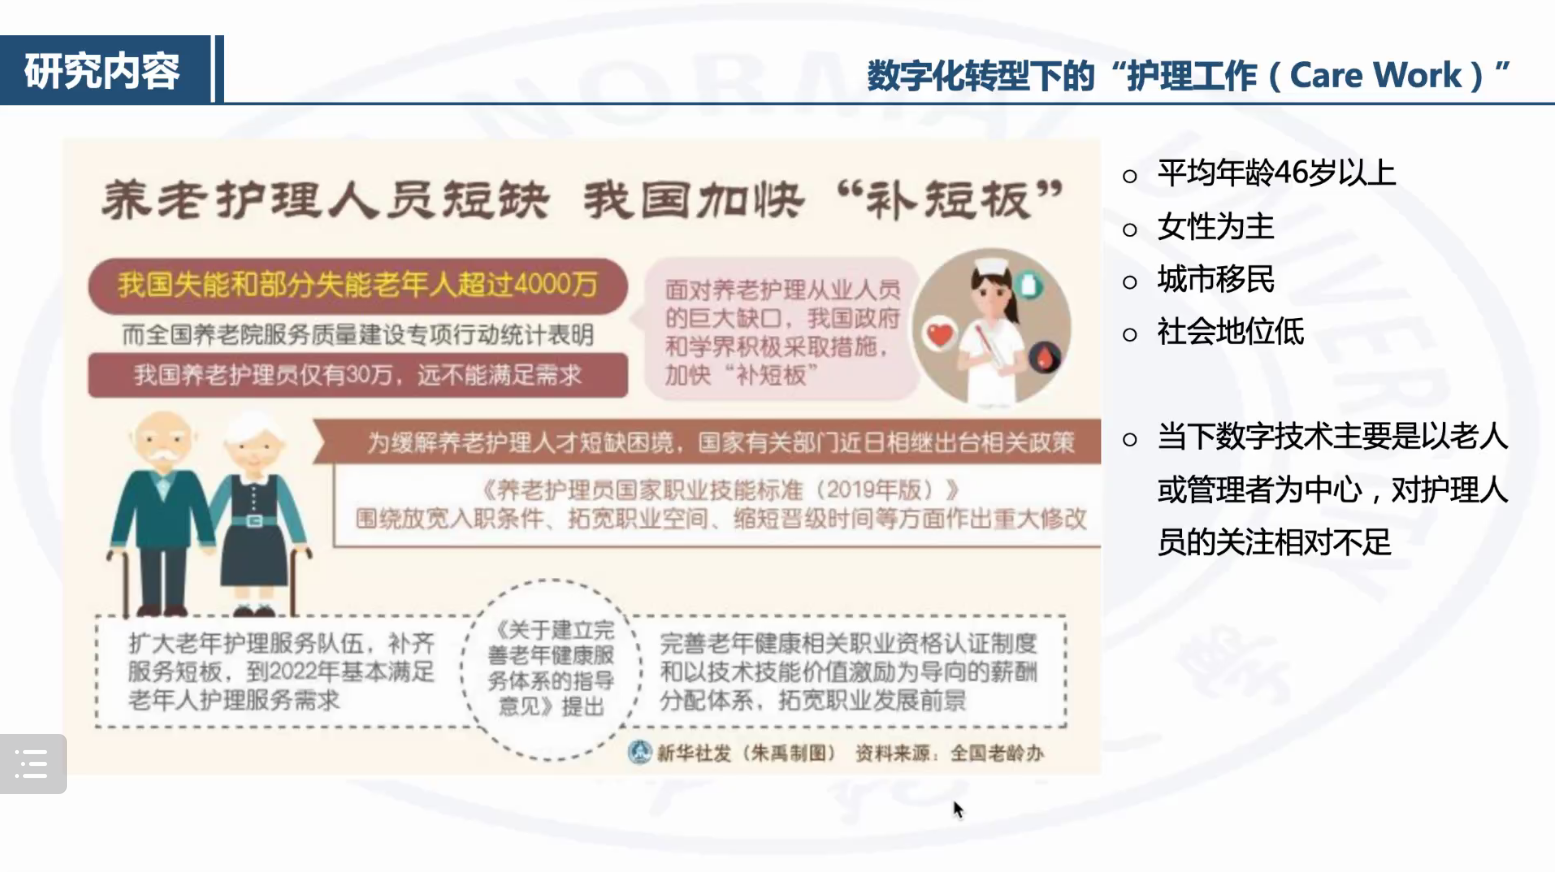 研究内容
数字化转型下的“护理工作（Care Work）”
养老护理人员短缺 我国加快“补短板”
我国失能和部分失能老年人超过4000万
而全国养老院服务质量建设专项行动统计表明
我国养老护理员仅有30万，远不能满足需求
面对养老护理从业人员
的巨大缺口，我国政府
和学界积极采取措施，
加快“补短板”
为缓解养老护理人才短缺困境，国家有关部门近日相继出台相关政策
《养老护理员国家职业技能标准（2019年版）》
围绕放宽入职条件、拓宽职业空间、缩短晋级时间等方面作出重大修改
扩大老年护理服务队伍，补齐
服务短板，到2022年基本满足
老年人护理服务需求
《关于建立完
善老年健康服
务体系的指导
意见》提出
完善老年健康相关职业资格认证制度
和以技术技能价值激励为导向的薪酬
分配体系，拓宽职业发展前景
新华社发（朱禹制图） 资料来源：全国老龄办
平均年龄46岁以上
女性为主
城市移民
社会地位低
当下数字技术主要是以老人
或管理者为中心，对护理人
员的关注相对不足
NORMAL UNIVERSITY